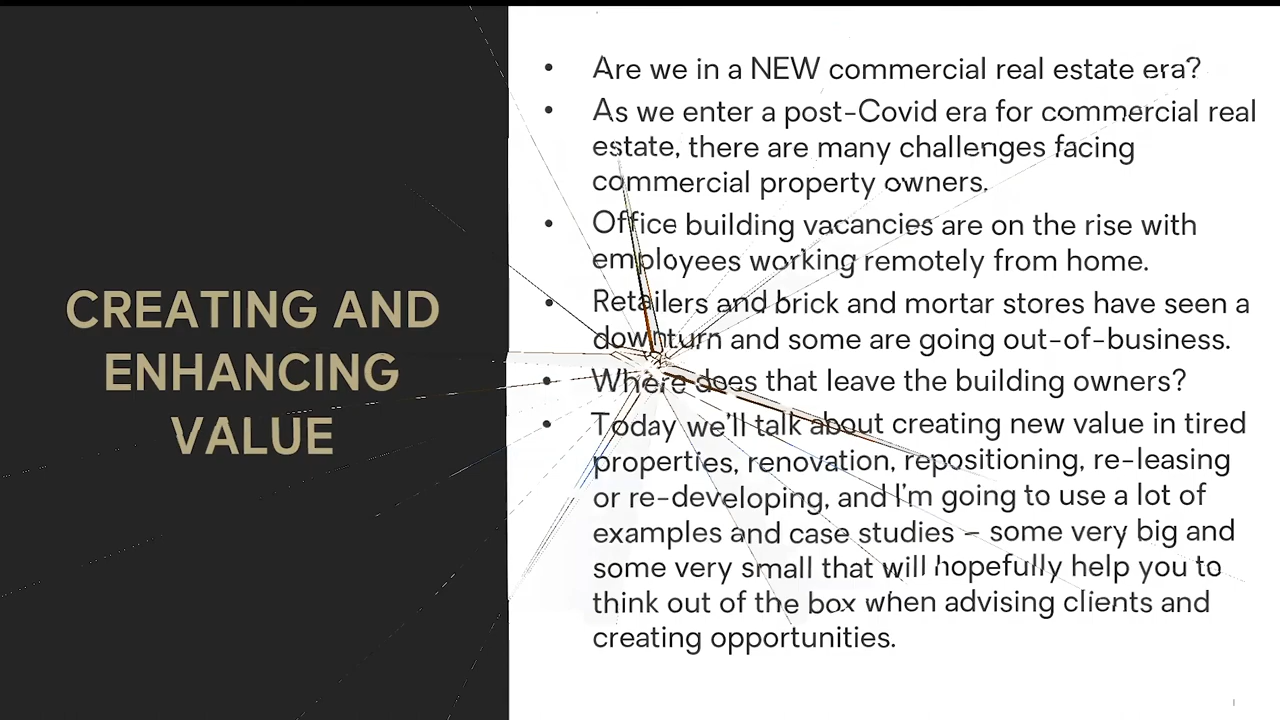 CREATING AND
ENHANCING
VALUE
• Are we in a NEW commercial real estate era?
• As we enter a post-Covid era for commercial real
estate, there are many challenges facing
commercial property owners.
• Office building vacancies are on the rise with
employees working remotely from home.
• Retailers and brick and mortar stores have seen a
downturn and some are going out-of-business.
• Where does that leave the building owners?
• Today we'll talk about creating new value in tired
properties, renovation, repositioning, re-leasing
or re-developing, and I'm going to use a lot of
examples and case studies – some very big and
some very small that will hopefully help you to
think out of the box when advising clients and
creating opportunities.